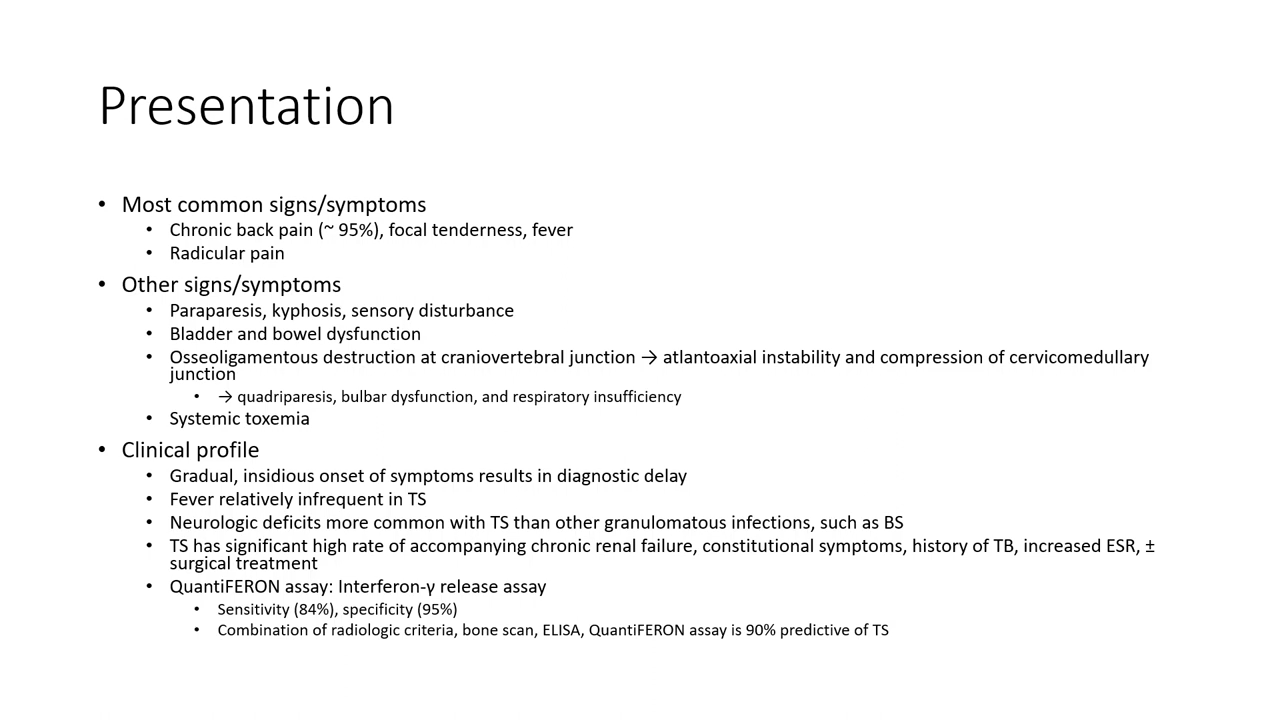 Presentation
• Most common signs/symptoms
• Chronic back pain (~ 95%), focal tenderness, fever
• Radicular pain
• Other signs/symptoms
• Paraparesis, kyphosis, sensory disturbance
• Bladder and bowel dysfunction
• Osseoligamentous destruction at craniovertebral junction → atlantoaxial instability and compression of cervicomedullary
junction
• → quadriparesis, bulbar dysfunction, and respiratory insufficiency
• Systemic toxemia
• Clinical profile
• Gradual, insidious onset of symptoms results in diagnostic delay
• Fever relatively infrequent in TS
• Neurologic deficits more common with TS than other granulomatous infections, such as BS
• TS has significant high rate of accompanying chronic renal failure, constitutional symptoms, history of TB, increased ESR, ±
surgical treatment
• QuantiFERON assay: Interferon-γ release assay
• Sensitivity (84%), specificity (95%)
• Combination of radiologic criteria, bone scan, ELISA, QuantiFERON assay is 90% predictive of TS